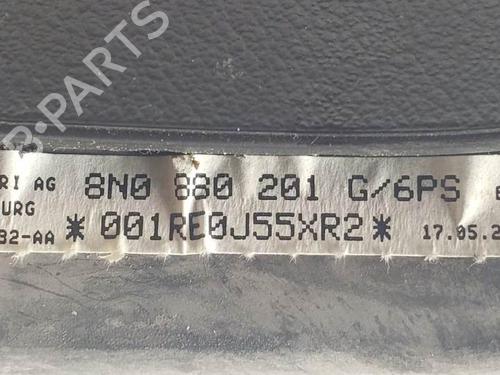 B-PARTS
RI AG 8N0 880 201 G/6PS
URG *001RE0J55XR2*
32-AA 17.05.2